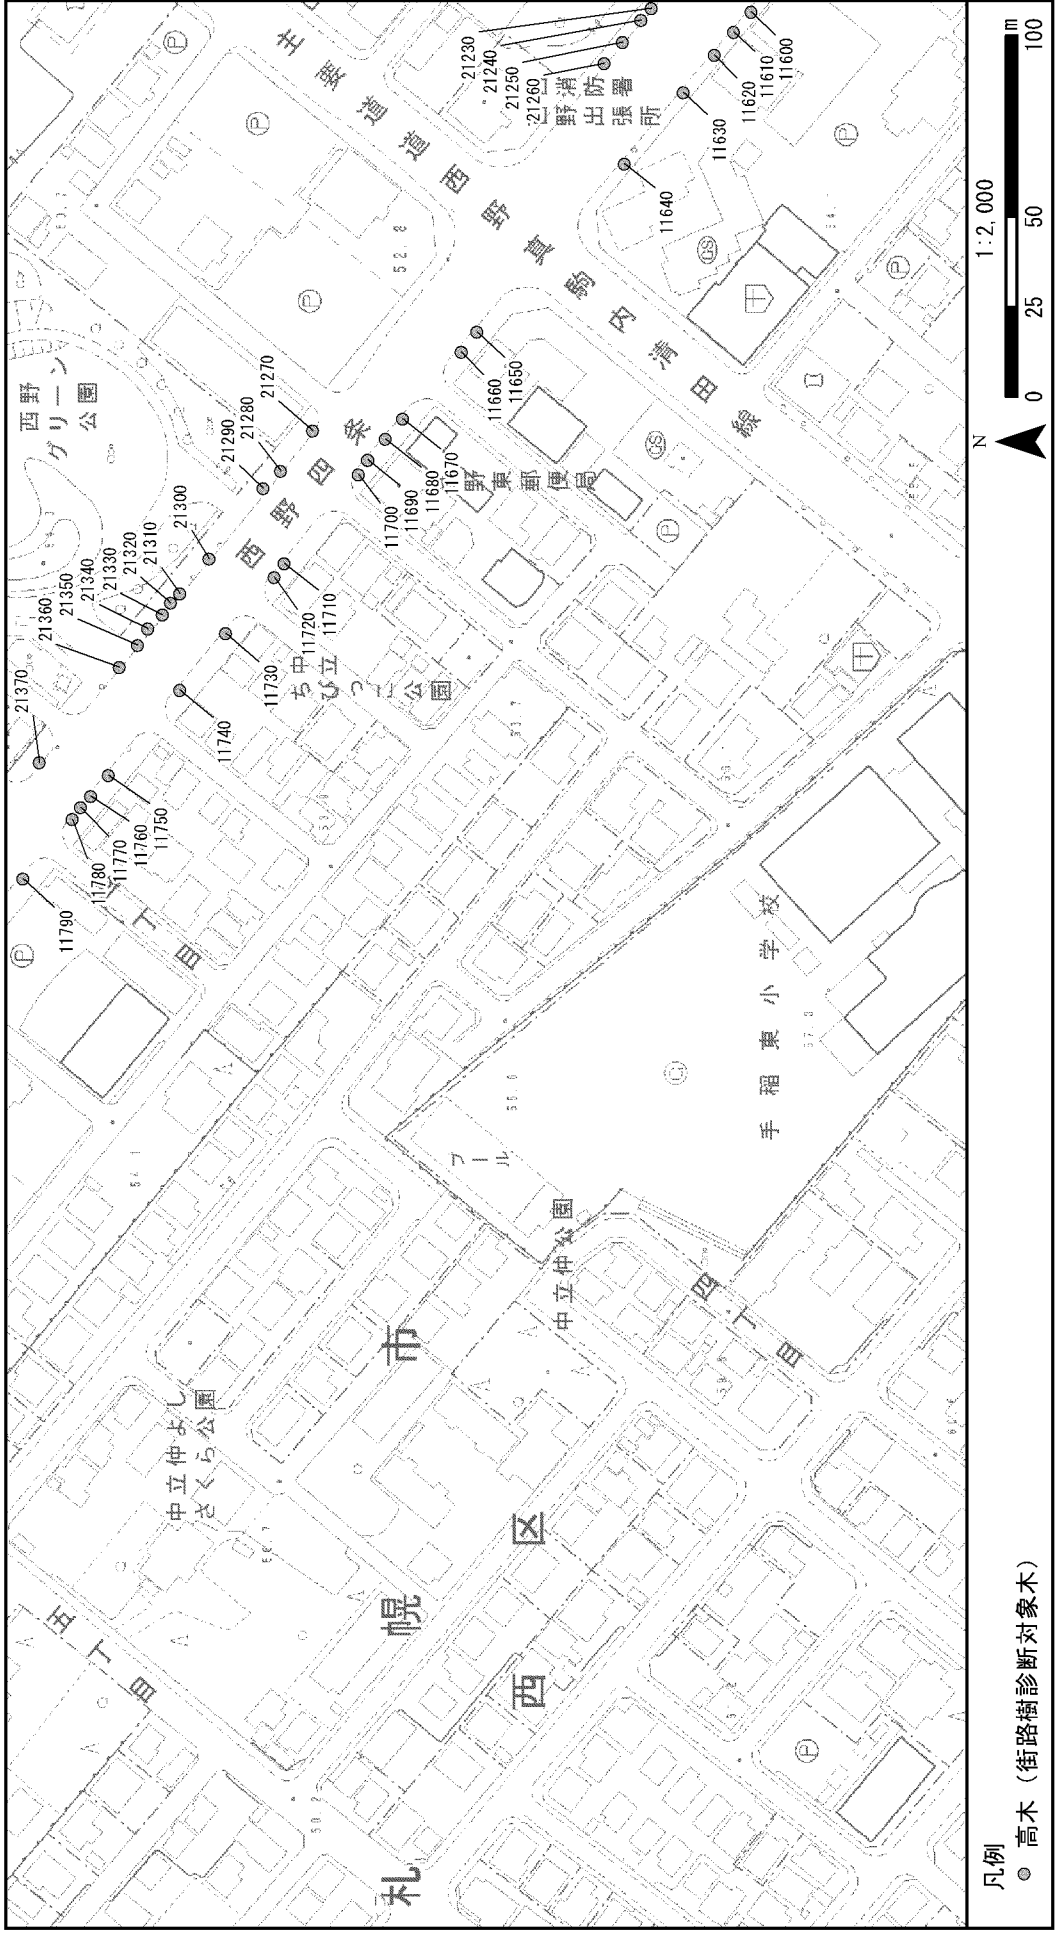 西野
グリーン
公園
主要道道西野真駒内清田線
野消
出防
張署
所
西野四条
野東郵便局
中立
ちびっこ公園
丁目
手稲東小学校
プール
中立仲公園
四丁目
中立仲よし
さくら公園
五丁目
札幌市
西区
21230
21240
21250
21260
21270
21280
21290
21300
21310
21320
21330
21340
21350
21360
21370
11600
11610
11620
11630
11640
11650
11660
11670
11680
11690
11700
11710
11720
11730
11740
11750
11760
11770
11780
11790
P
P
P
P
P
P
P
P
GS
GS
N
1:2,000
0 25 50 100 m
凡例
高木（街路樹診断対象木）